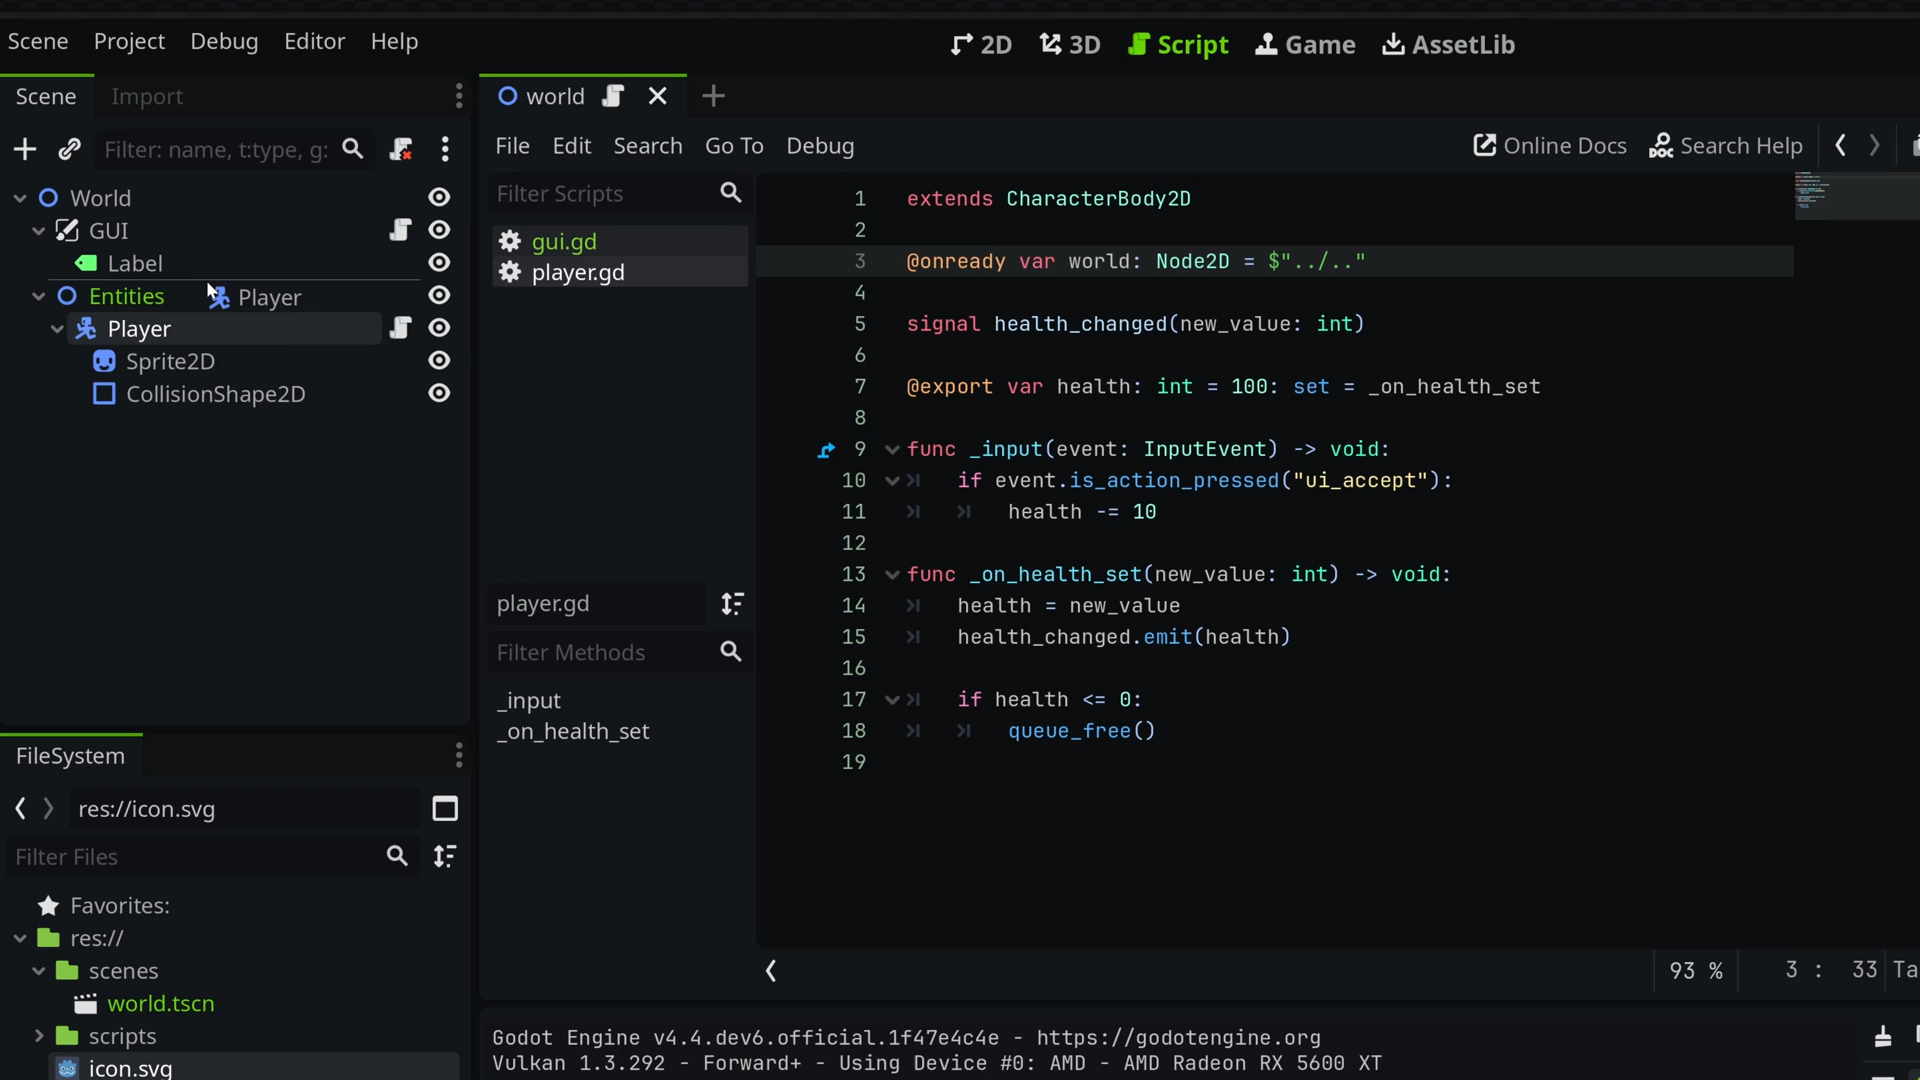 Scene Project Debug Editor Help
2D 3D Script Game AssetLib
Scene Import
world
Filter: name, t:type, g:
File Edit Search Go To Debug
Online Docs Search Help
World
GUI
Label
Entities
Player
Player
Sprite2D
CollisionShape2D
Filter Scripts
gui.gd
player.gd
player.gd
Filter Methods
_input
_on_health_set
1 extends CharacterBody2D
2
3 @onready var world: Node2D = $"../.."
4
5 signal health_changed(new_value: int)
6
7 @export var health: int = 100: set = _on_health_set
8
9 func _input(event: InputEvent) -> void:
10 if event.is_action_pressed("ui_accept"):
11 health -= 10
12
13 func _on_health_set(new_value: int) -> void:
14 health = new_value
15 health_changed.emit(health)
16
17 if health <= 0:
18 queue_free()
19
93 % 3 : 33 Ta
FileSystem
res://icon.svg
Filter Files
Favorites:
res://
scenes
world.tscn
scripts
icon.svg
Godot Engine v4.4.dev6.official.1f47e4c4e - https://godotengine.org
Vulkan 1.3.292 - Forward+ - Using Device #0: AMD - AMD Radeon RX 5600 XT